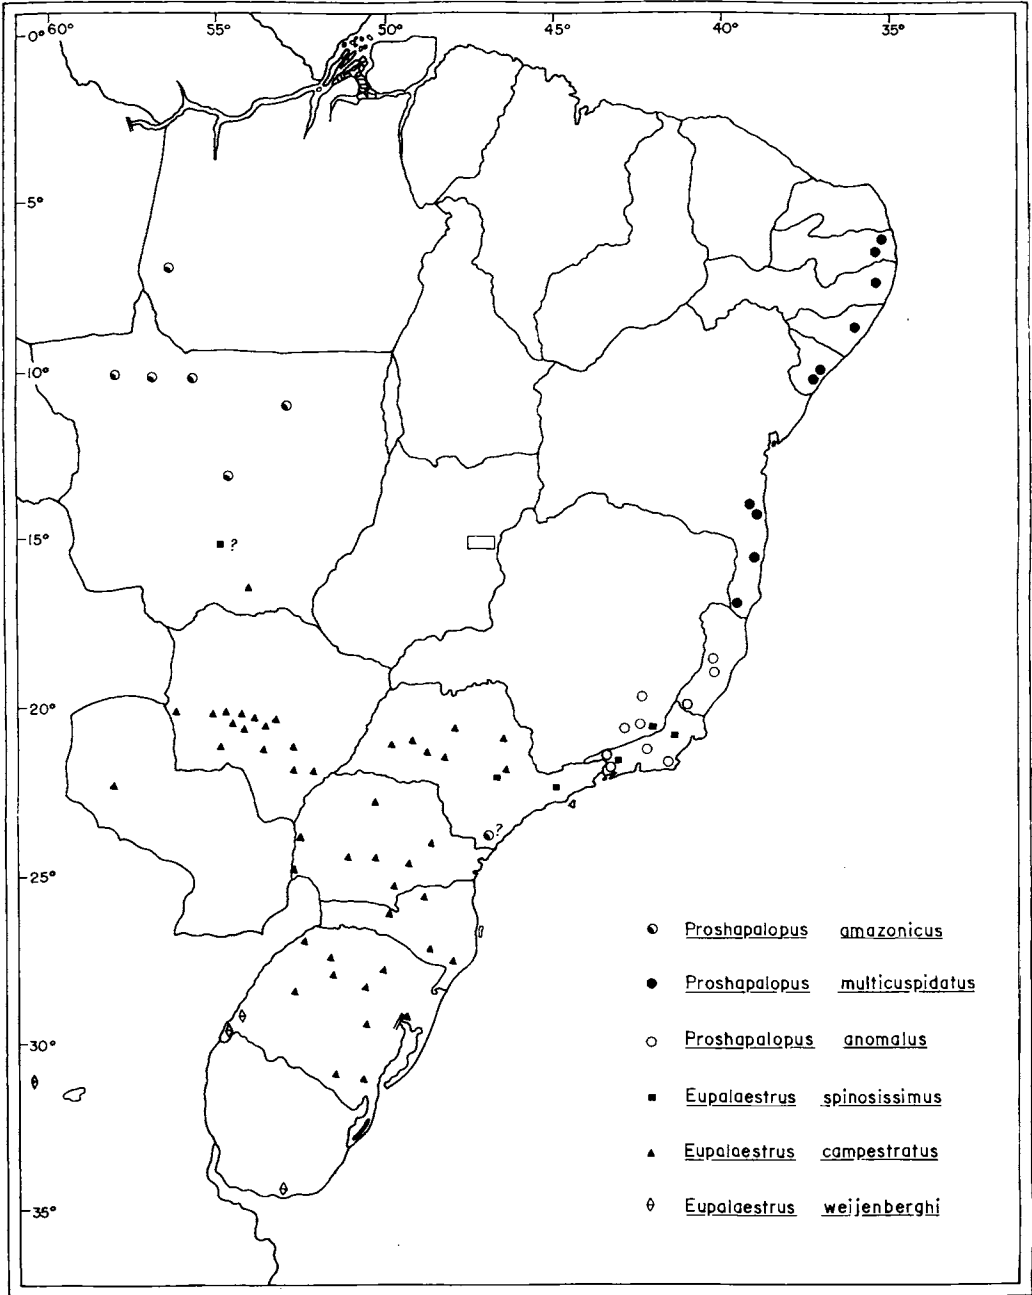 60° 55° 50° 45° 40° 35°
0°
5°
10°
15°
?
20°
?
25°
Proshapalopus amazonicus
Proshapalopus multicuspidatus
Proshapalopus anomalus
30°
Eupalaestrus spinosissimus
Eupalaestrus campestratus
Eupalaestrus weijenberghi
35°